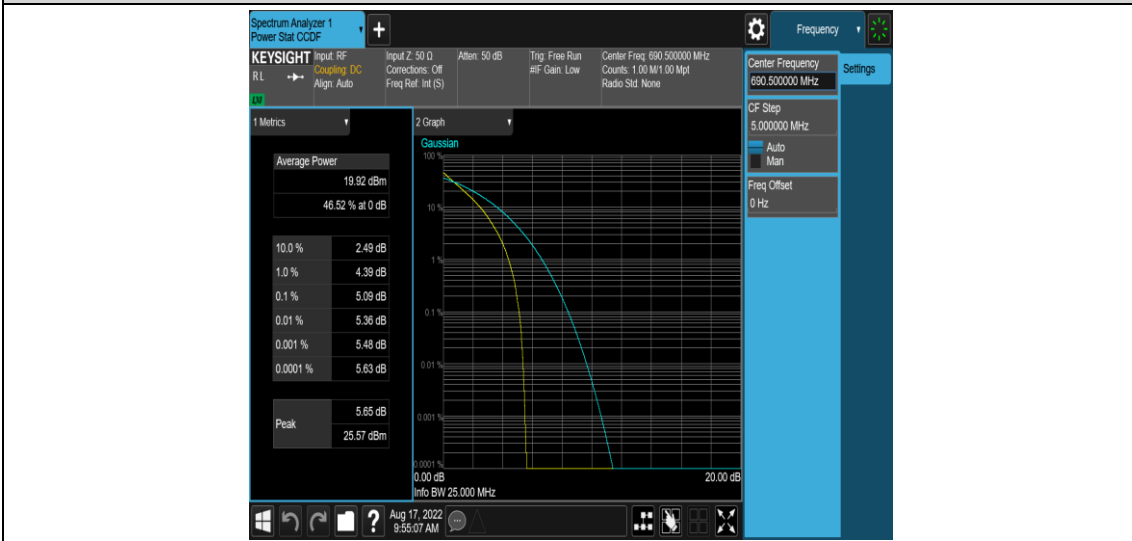 Spectrum Analyzer 1
Power Stat CCDF
+
Frequency
KEYSIGHT
R L
LNI
Input: RF
Coupling: DC
Align: Auto
Input Z: 50 Ω
Corrections: Off
Freq Ref: Int (S)
Atten: 50 dB
Trig: Free Run
#IF Gain: Low
Center Freq: 690.500000 MHz
Counts: 1.00 M/1.00 Mpt
Radio Std: None
Center Frequency
690.500000 MHz
Settings
CF Step
5.000000 MHz
Auto
Man
Freq Offset
0 Hz
1 Metrics
Average Power
19.92 dBm
46.52 % at 0 dB
10.0 % 2.49 dB
1.0 % 4.39 dB
0.1 % 5.09 dB
0.01 % 5.36 dB
0.001 % 5.48 dB
0.0001 % 5.63 dB
Peak
5.65 dB
25.57 dBm
2 Graph
Gaussian
100 %
10 %
1 %
0.1 %
0.01 %
0.001 %
0.0001 %
0.00 dB 20.00 dB
Info BW 25.000 MHz
?
Aug 17, 2022
9:55:07 AM